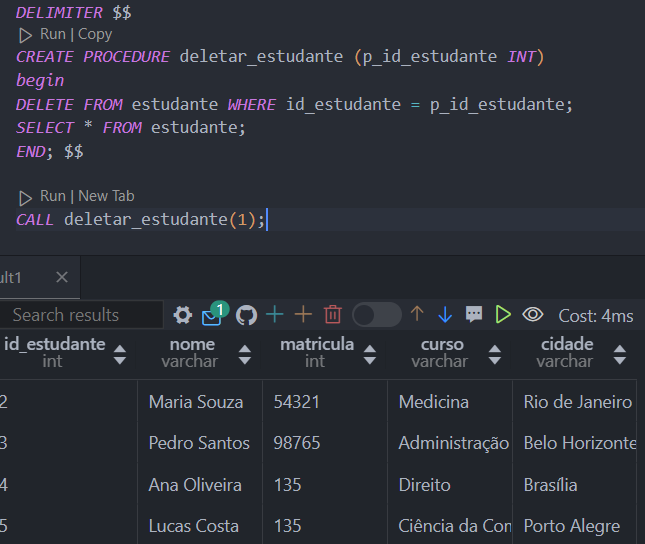 DELIMITER $$
Run | Copy
CREATE PROCEDURE deletar_estudante (p_id_estudante INT)
begin
DELETE FROM estudante WHERE id_estudante = p_id_estudante;
SELECT * FROM estudante;
END; $$
Run | New Tab
CALL deletar_estudante(1);
ult1
Search results 1 Cost: 4ms
id_estudante nome matricula curso cidade
int varchar int varchar varchar
2 Maria Souza 54321 Medicina Rio de Janeiro
3 Pedro Santos 98765 Administração Belo Horizonte
4 Ana Oliveira 135 Direito Brasília
5 Lucas Costa 135 Ciência da Con Porto Alegre